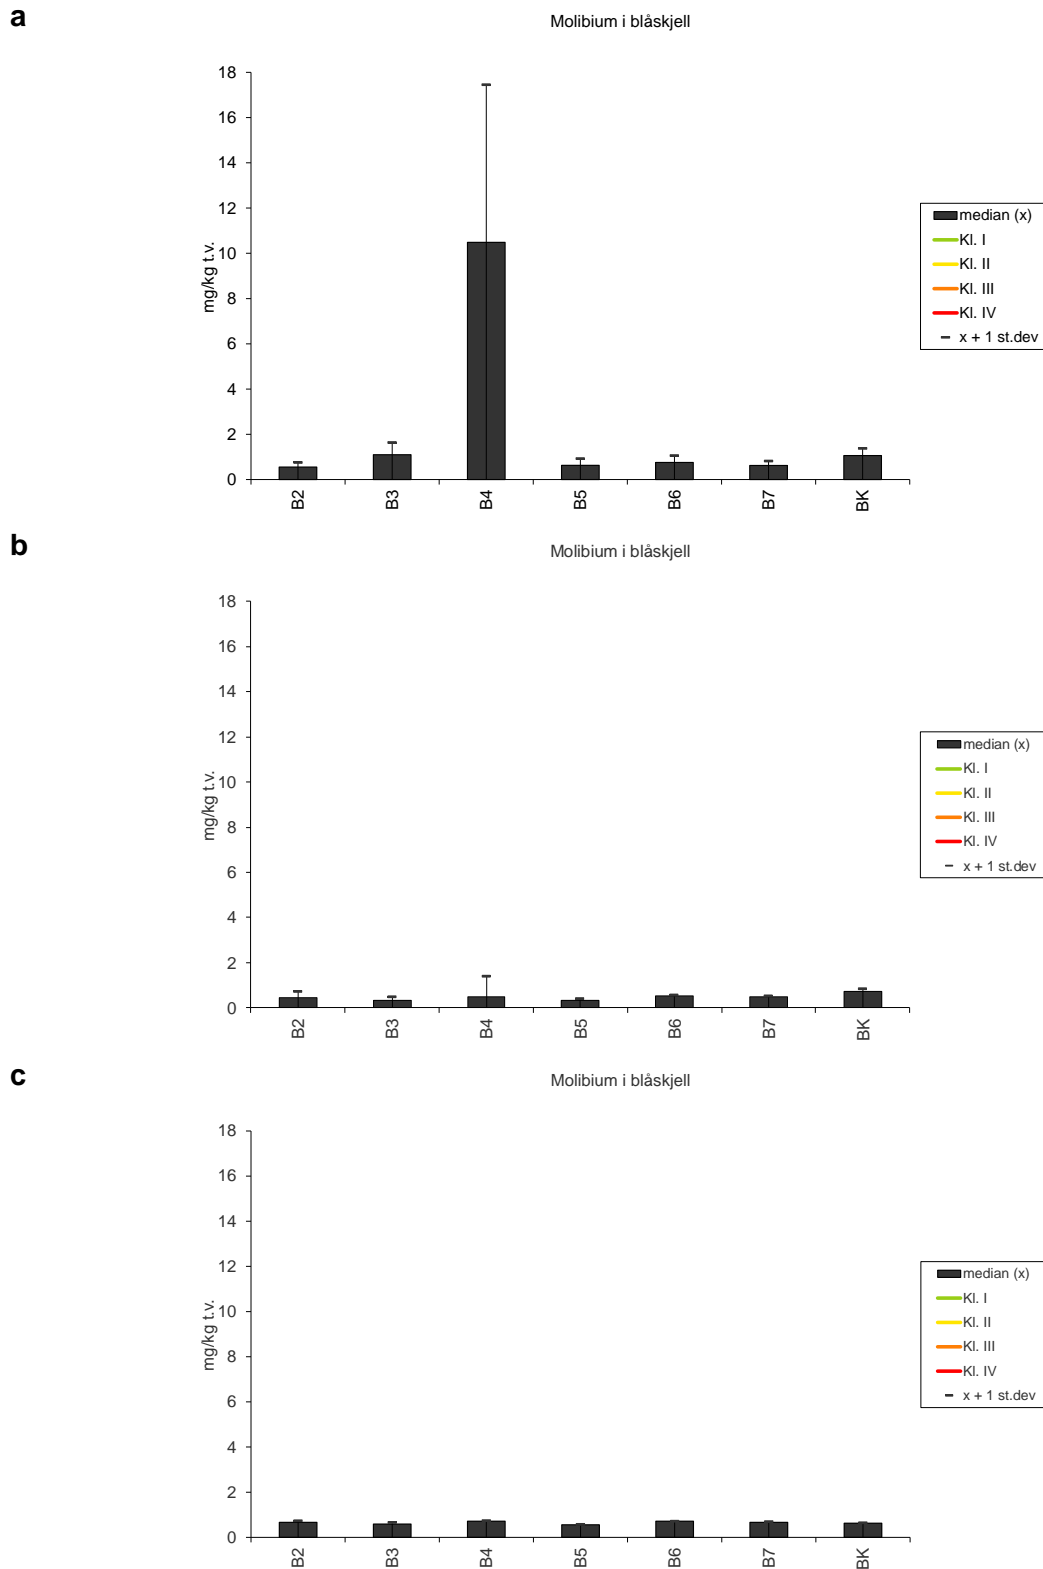 a
Molibium i blåskjell
18
16
14
12
10
8
6
4
2
0
mg/kg t.v.
B2
B3
B4
B5
B6
B7
BK
median (x)
Kl. I
Kl. II
Kl. III
Kl. IV
x + 1 st.dev
b
Molibium i blåskjell
18
16
14
12
10
8
6
4
2
0
mg/kg t.v.
B2
B3
B4
B5
B6
B7
BK
median (x)
Kl. I
Kl. II
Kl. III
Kl. IV
x + 1 st.dev
c
Molibium i blåskjell
18
16
14
12
10
8
6
4
2
0
mg/kg t.v.
B2
B3
B4
B5
B6
B7
BK
median (x)
Kl. I
Kl. II
Kl. III
Kl. IV
x + 1 st.dev